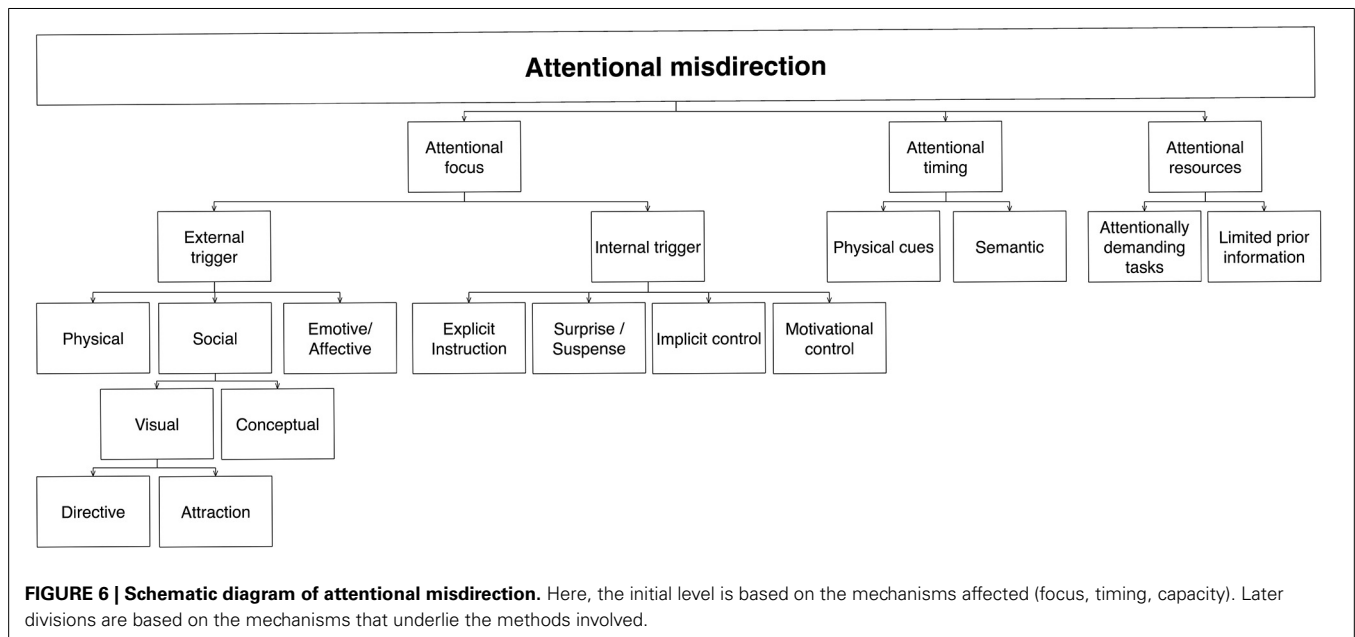 Attentional misdirection
Attentional
focus
Attentional
timing
Attentional
resources
External
trigger
Internal trigger
Physical cues
Semantic
Attentionally
demanding
tasks
Limited prior
information
Physical
Social
Emotive/
Affective
Explicit
Instruction
Surprise /
Suspense
Implicit control
Motivational
control
Visual
Conceptual
Directive
Attraction
FIGURE 6 | Schematic diagram of attentional misdirection. Here, the initial level is based on the mechanisms affected (focus, timing, capacity). Later
divisions are based on the mechanisms that underlie the methods involved.